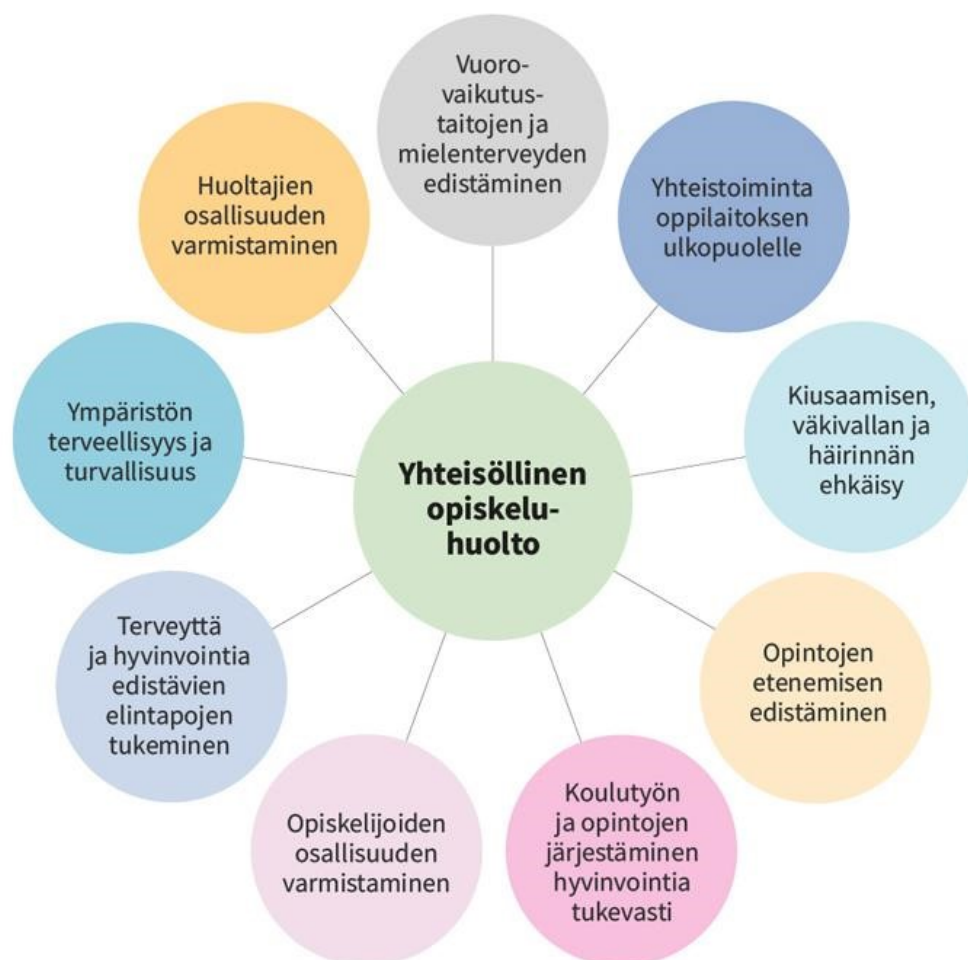 Vuoro-
vaikutus-
taitojen ja
mielenterveyden
edistäminen
Yhteistoiminta
oppilaitoksen
ulkopuolelle
Kiusaamisen,
väkivallan ja
häirinnän
ehkäisy
Opintojen
etenemisen
edistäminen
Koulutyön
ja opintojen
järjestäminen
hyvinvointia
tukevasti
Opiskelijoiden
osallisuuden
varmistaminen
Terveyttä
ja hyvinvointia
edistävien
elintapojen
tukeminen
Ympäristön
terveellisyys ja
turvallisuus
Huoltajien
osallisuuden
varmistaminen
Yhteisöllinen
opiskelu-
huolto